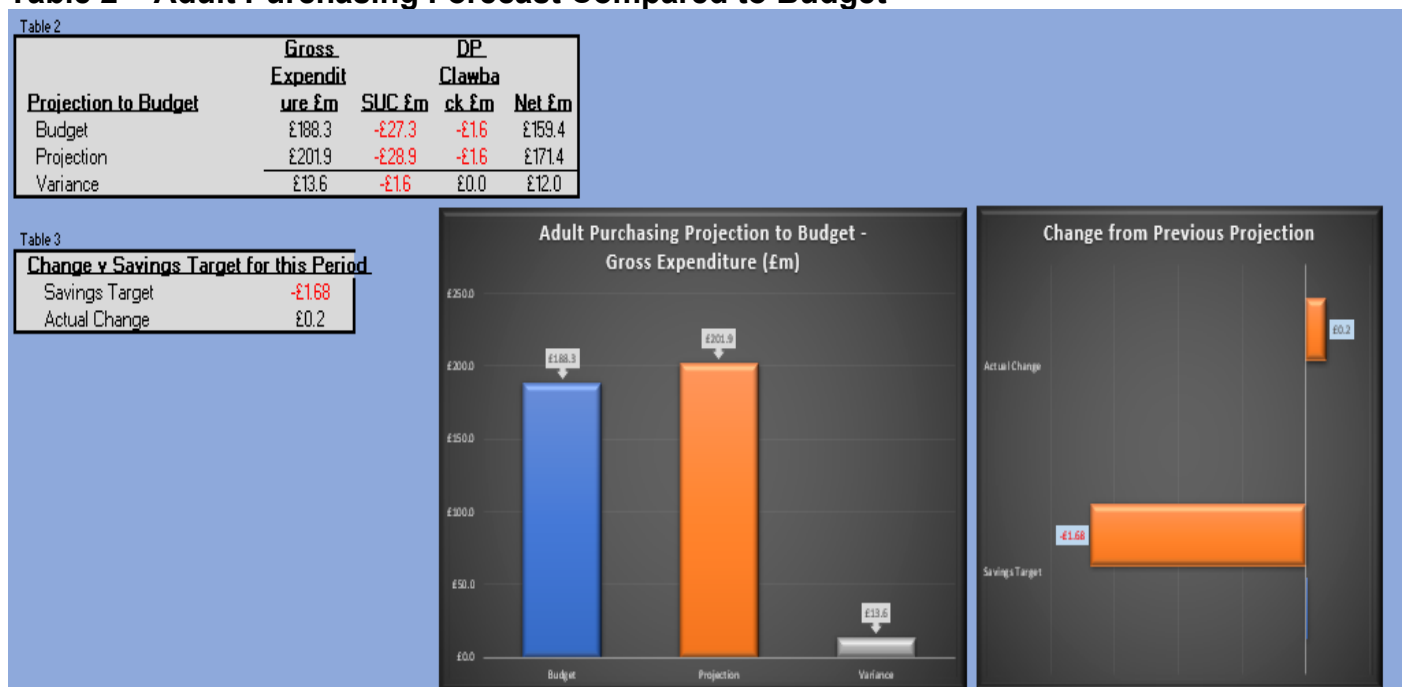 Table 2 – Adult Purchasing Forecast Compared to Budget
Table 2
Gross DP
Expendit Clawba
Projection to Budget ure £m SUC £m ck £m Net £m
Budget £188.3 -£27.3 -£1.6 £159.4
Projection £201.9 -£28.9 -£1.6 £171.4
Variance £13.6 -£1.6 £0.0 £12.0
Table 3
Change v Savings Target for this Period
Savings Target -£1.68
Actual Change £0.2
Adult Purchasing Projection to Budget -
Gross Expenditure (£m)
£250.0
£200.0
£150.0
£100.0
£50.0
£0.0
£188.3
£201.9
£13.6
Budget Projection Variance
Change from Previous Projection
£0.2
Actual Change
-£1.68
Savings Target